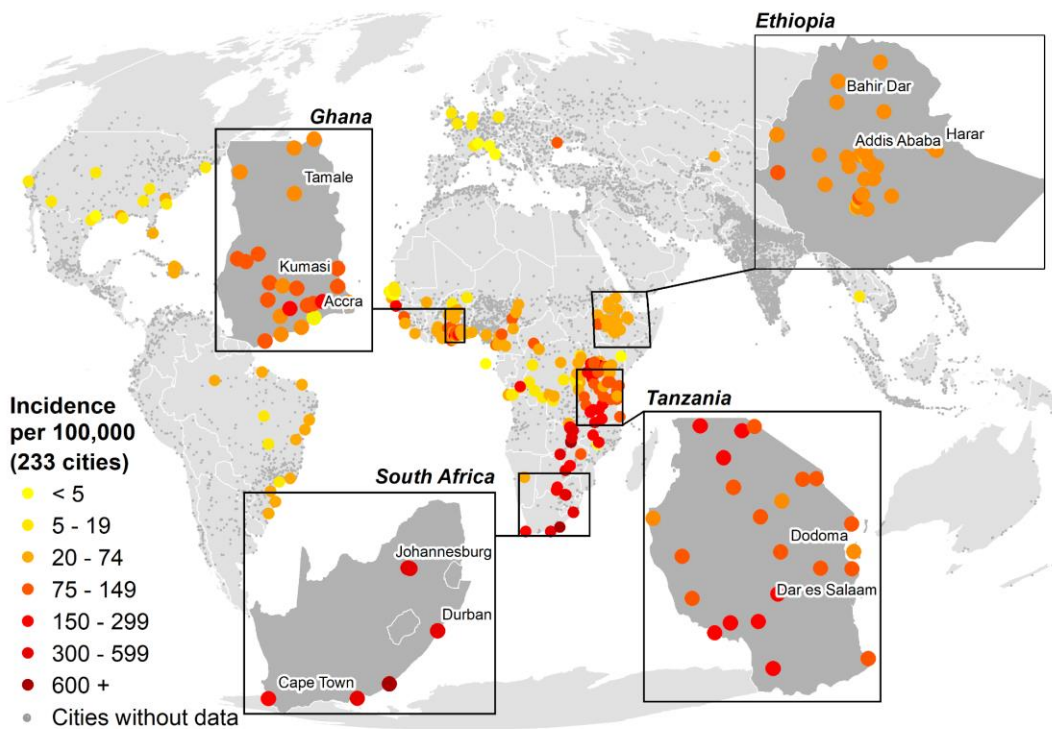 Ethiopia
Bahir Dar
Addis Ababa
Harar
Ghana
Tamale
Kumasi
Accra
Tanzania
Dodoma
Dar es Salaam
South Africa
Johannesburg
Durban
Cape Town
Incidence
per 100,000
(233 cities)
< 5
5 - 19
20 - 74
75 - 149
150 - 299
300 - 599
600 +
Cities without data